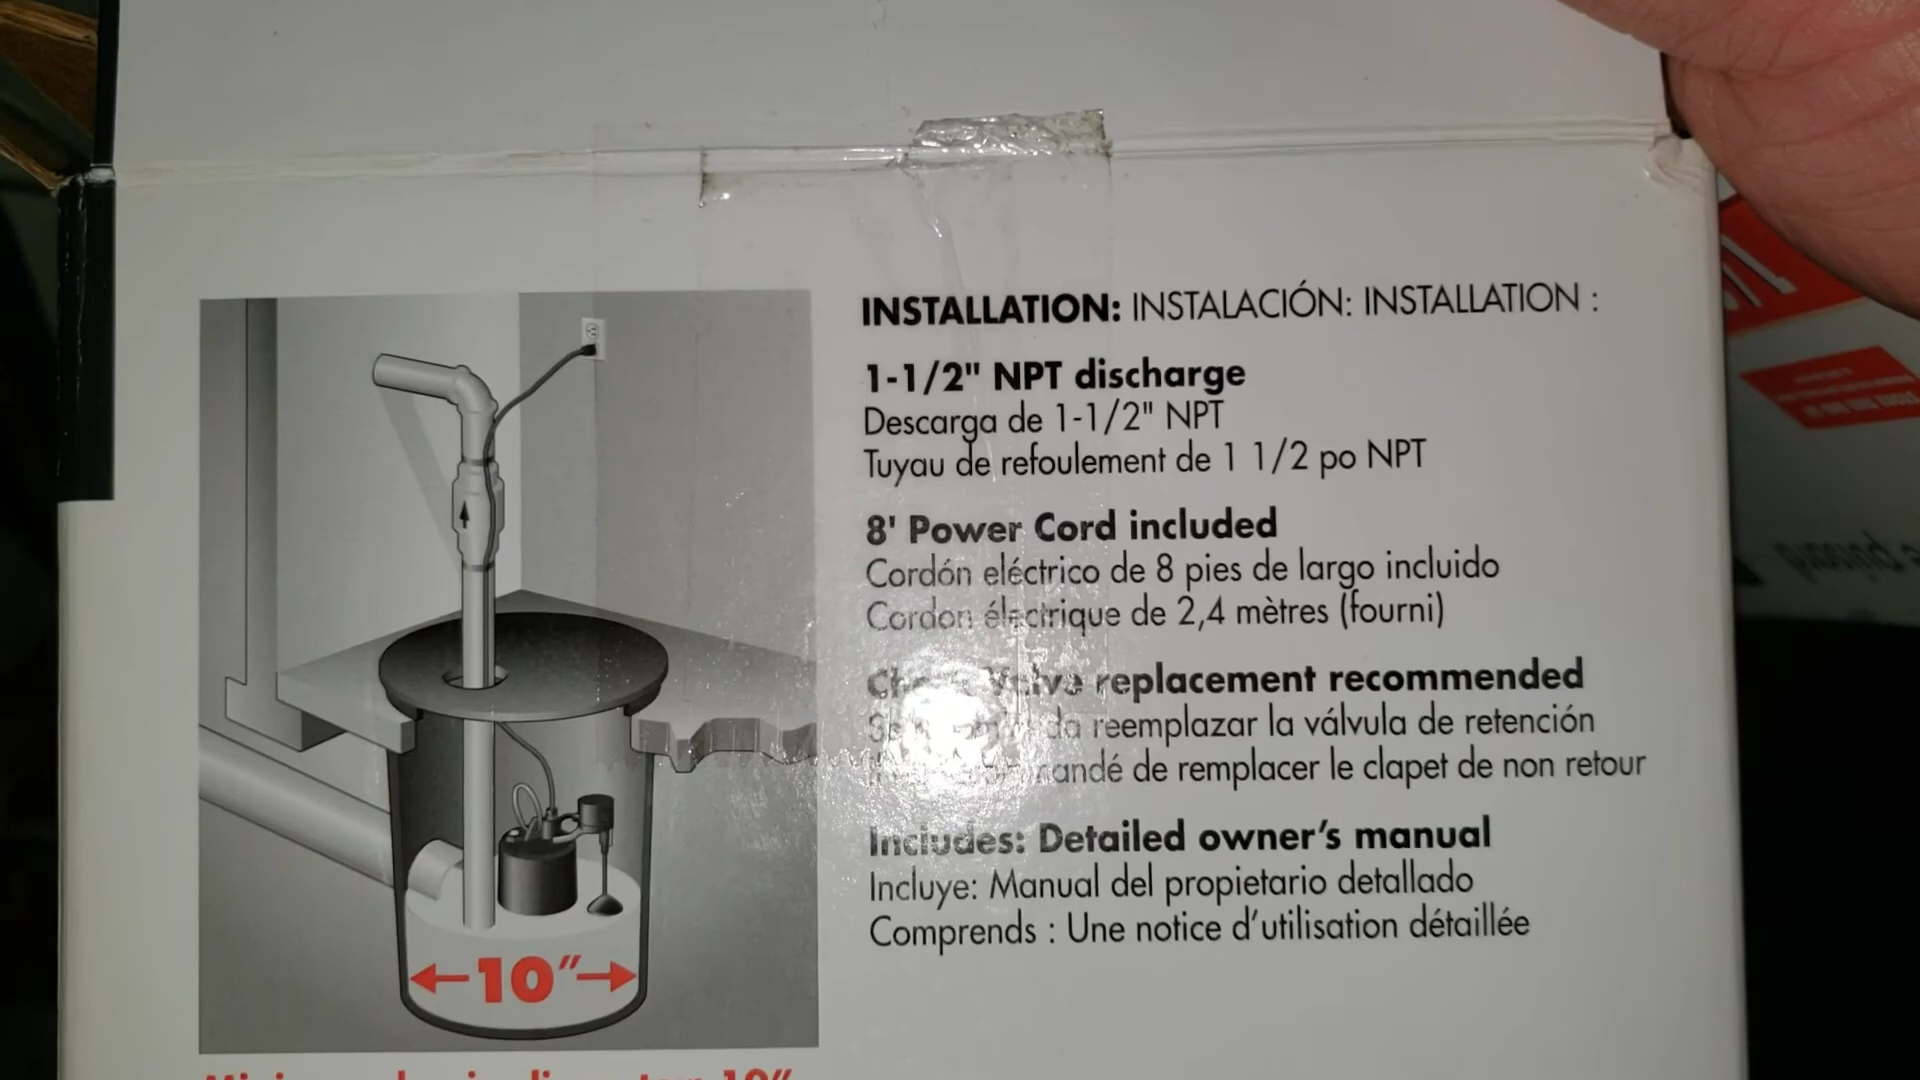 INSTALLATION: INSTALACIÓN: INSTALLATION :
1-1/2" NPT discharge
Descarga de 1-1/2" NPT
Tuyau de refoulement de 1 1/2 po NPT
8' Power Cord included
Cordón eléctrico de 8 pies de largo incluido
Cordon électrique de 2,4 mètres (fourni)
Valve replacement recommended
reemplazar la válvula de retención
de remplacer le clapet de non retour
Includes: Detailed owner's manual
Incluye: Manual del propietario detallado
Comprends : Une notice d'utilisation détaillée
10"
10"